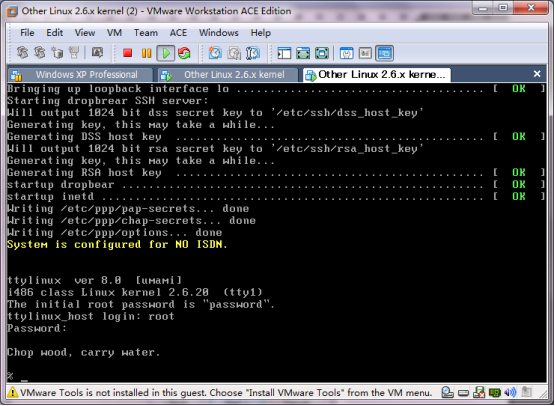 Other Linux 2.6.x kernel (2) - VMware Workstation ACE Edition
File Edit View VM Team ACE Windows Help
Windows XP Professional Other Linux 2.6.x kernel Other Linux 2.6.x kerne...
Bringing up loopback interface lo .................................. [ OK ]
Starting dropbrear SSH server:
Will output 1024 bit dss secret key to '/etc/ssh/dss_host_key'
Generating key, this may take a while...
Generating DSS host key .......................................... [ OK ]
Will output 1024 bit rsa secret key to '/etc/ssh/rsa_host_key'
Generating key, this may take a while...
Generating RSA host key .......................................... [ OK ]
startup dropbear ................................................. [ OK ]
startup inetd .................................................... [ OK ]
Writing /etc/ppp/pap-secrets... done
Writing /etc/ppp/chap-secrets... done
Writing /etc/ppp/options... done
System is configured for NO ISDN.
ttylinux ver 8.0 [umami]
i486 class Linux kernel 2.6.20 (tty1)
The initial root password is "password".
ttylinux_host login: root
Password:
Chop wood, carry water.
% _
VMware Tools is not installed in this guest. Choose "Install VMware Tools" from the VM menu.